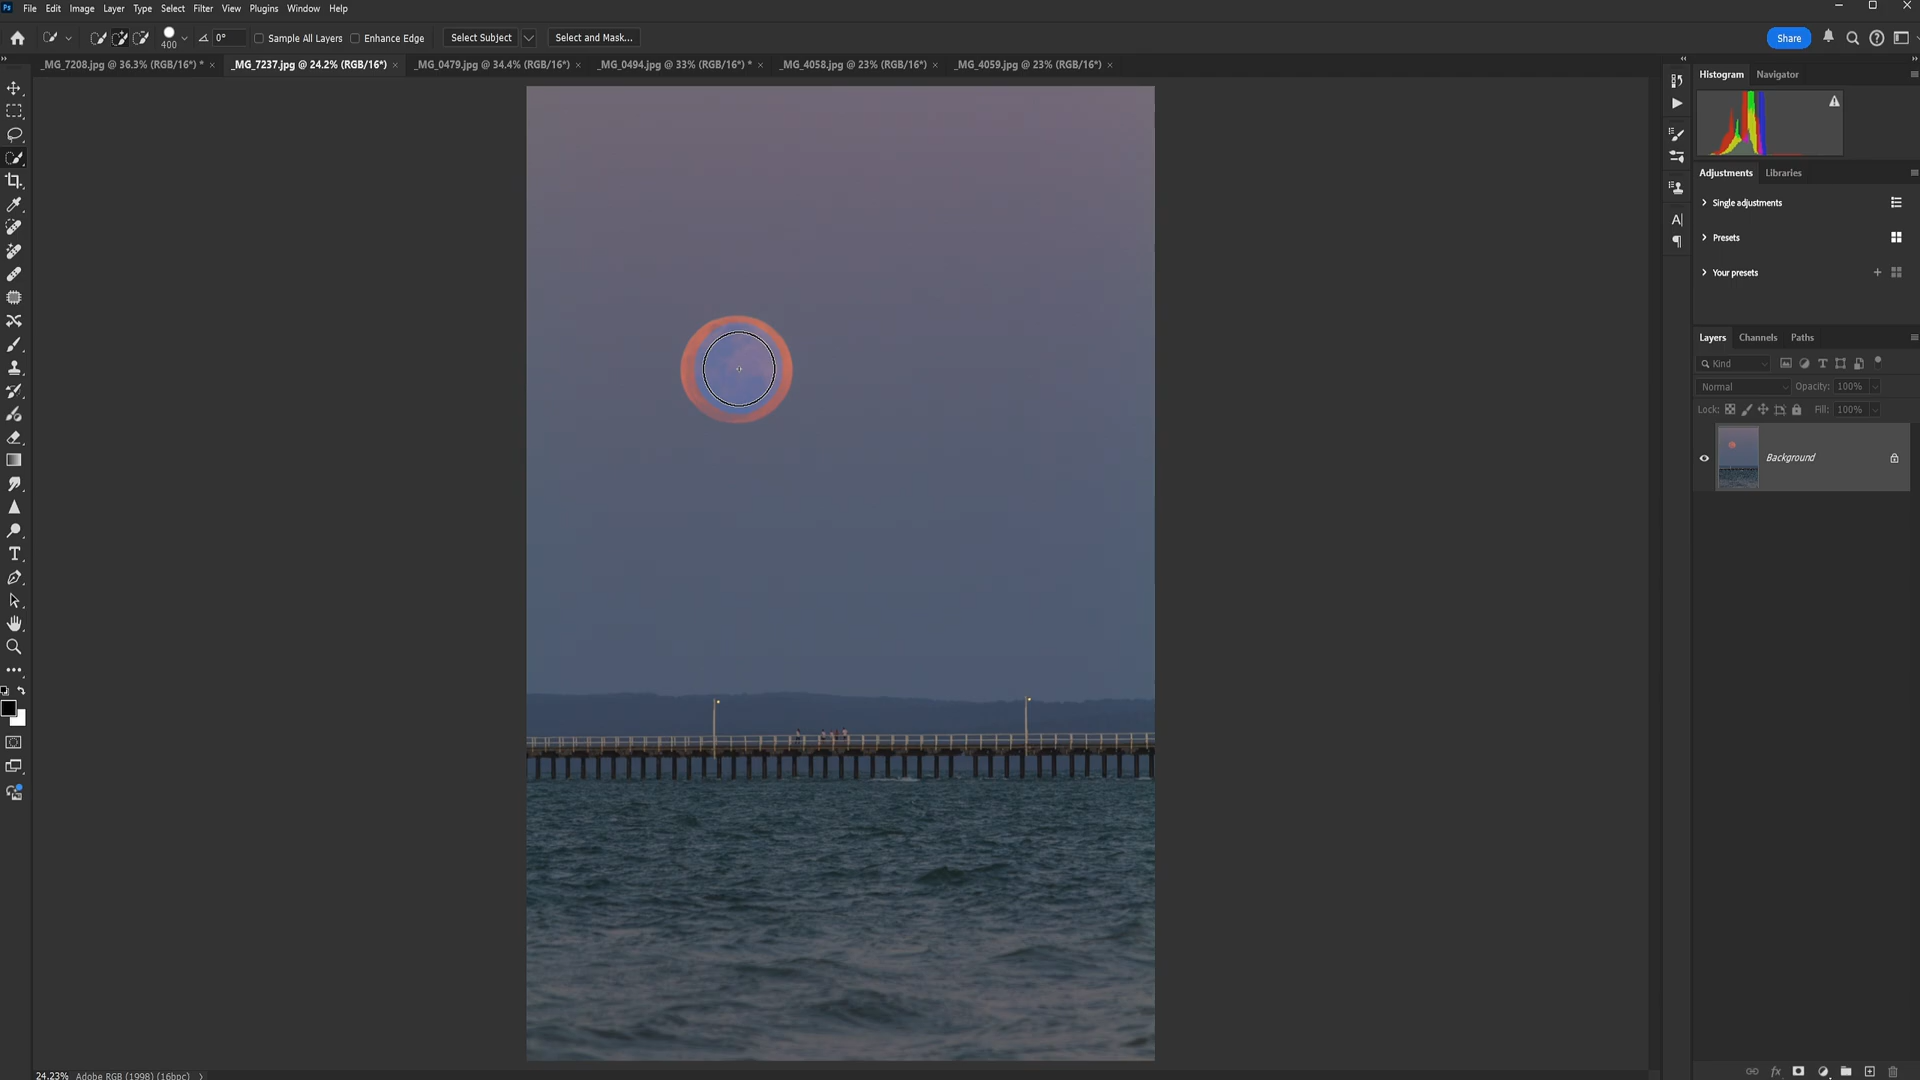 Ps File Edit Image Layer Type Select Filter View Plugins Window Help
400 0° Sample All Layers Enhance Edge Select Subject Select and Mask... Share
_MG_7208.jpg @ 36.3% (RGB/16*) * × _MG_7237.jpg @ 24.2% (RGB/16*) × _MG_0479.jpg @ 34.4% (RGB/16*) × _MG_0494.jpg @ 33% (RGB/16*) * × _MG_4058.jpg @ 23% (RGB/16*) × _MG_4059.jpg @ 23% (RGB/16*) ×
Histogram Navigator
Adjustments Libraries
Single adjustments
Presets
Your presets
Layers Channels Paths
Kind
Normal Opacity: 100%
Lock: Fill: 100%
Background
24.23% Adobe RGB (1998) (16bpc)